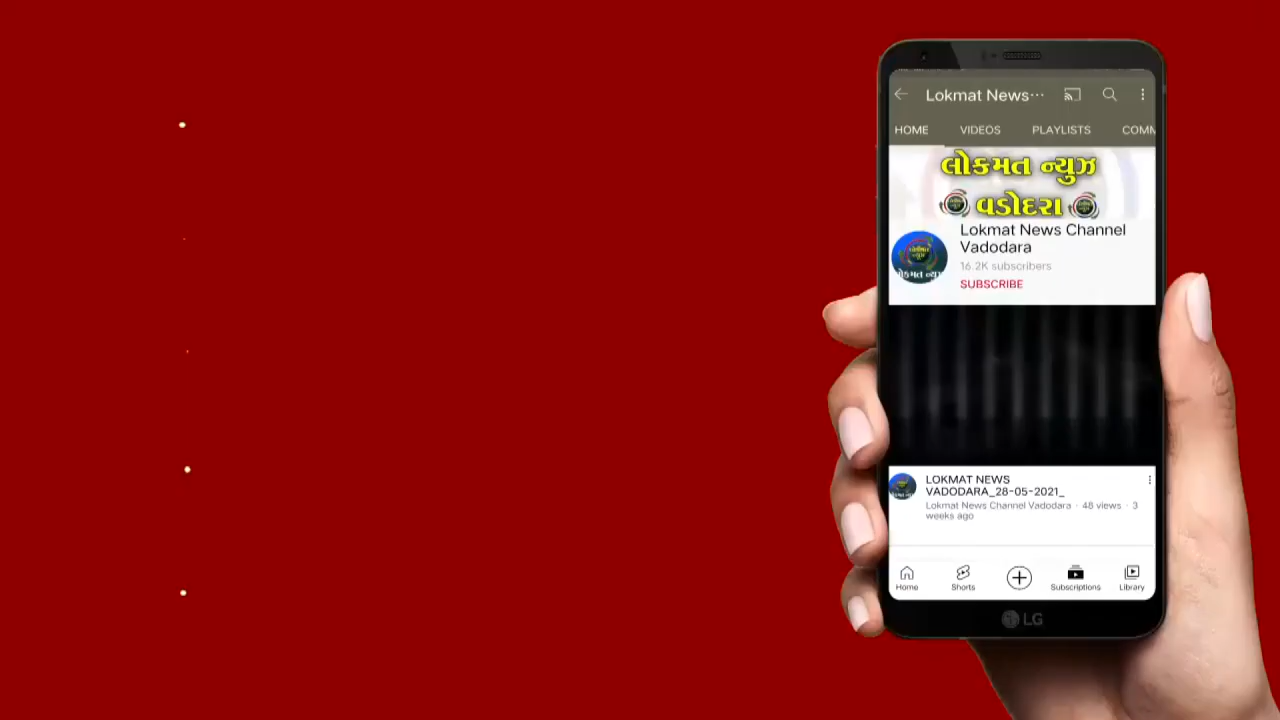 Lokmat News...
HOME VIDEOS PLAYLISTS COMM
લોકમત ન્યુઝ
વડોદરા
Lokmat News Channel
Vadodara
16.2K subscribers
SUBSCRIBE
LOKMAT NEWS
VADODARA_28-05-2021_
Lokmat News Channel Vadodara · 48 views · 3
weeks ago
Home Shorts Subscriptions Library
LG